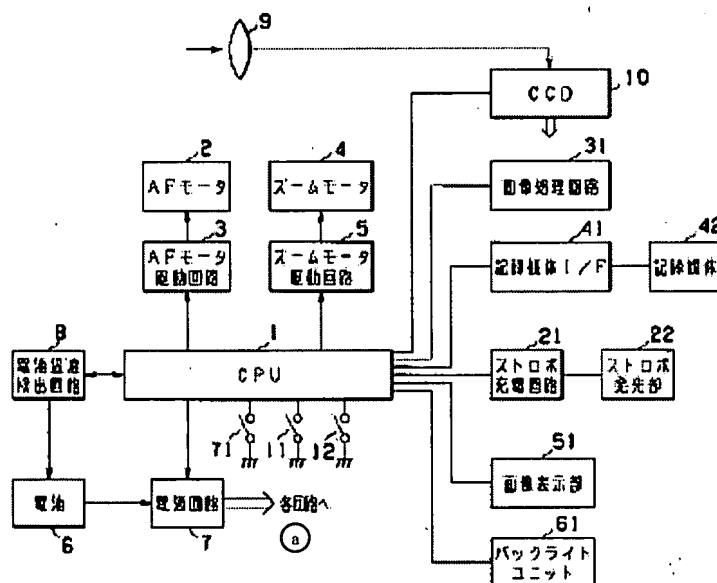 9
10
CCD
2
4
31
AFモータ
ズームモータ
画像処理回路
3
5
41
42
AFモータ
駆動回路
ズームモータ
駆動回路
記録媒体I/F
記録媒体
8
1
21
22
検出回路
CPU
ストロボ
充電回路
ストロボ
発光部
71
11
12
51
画像表示部
電池
電源回路
各回路へ
6
7
a
61
バックライト
ユニット